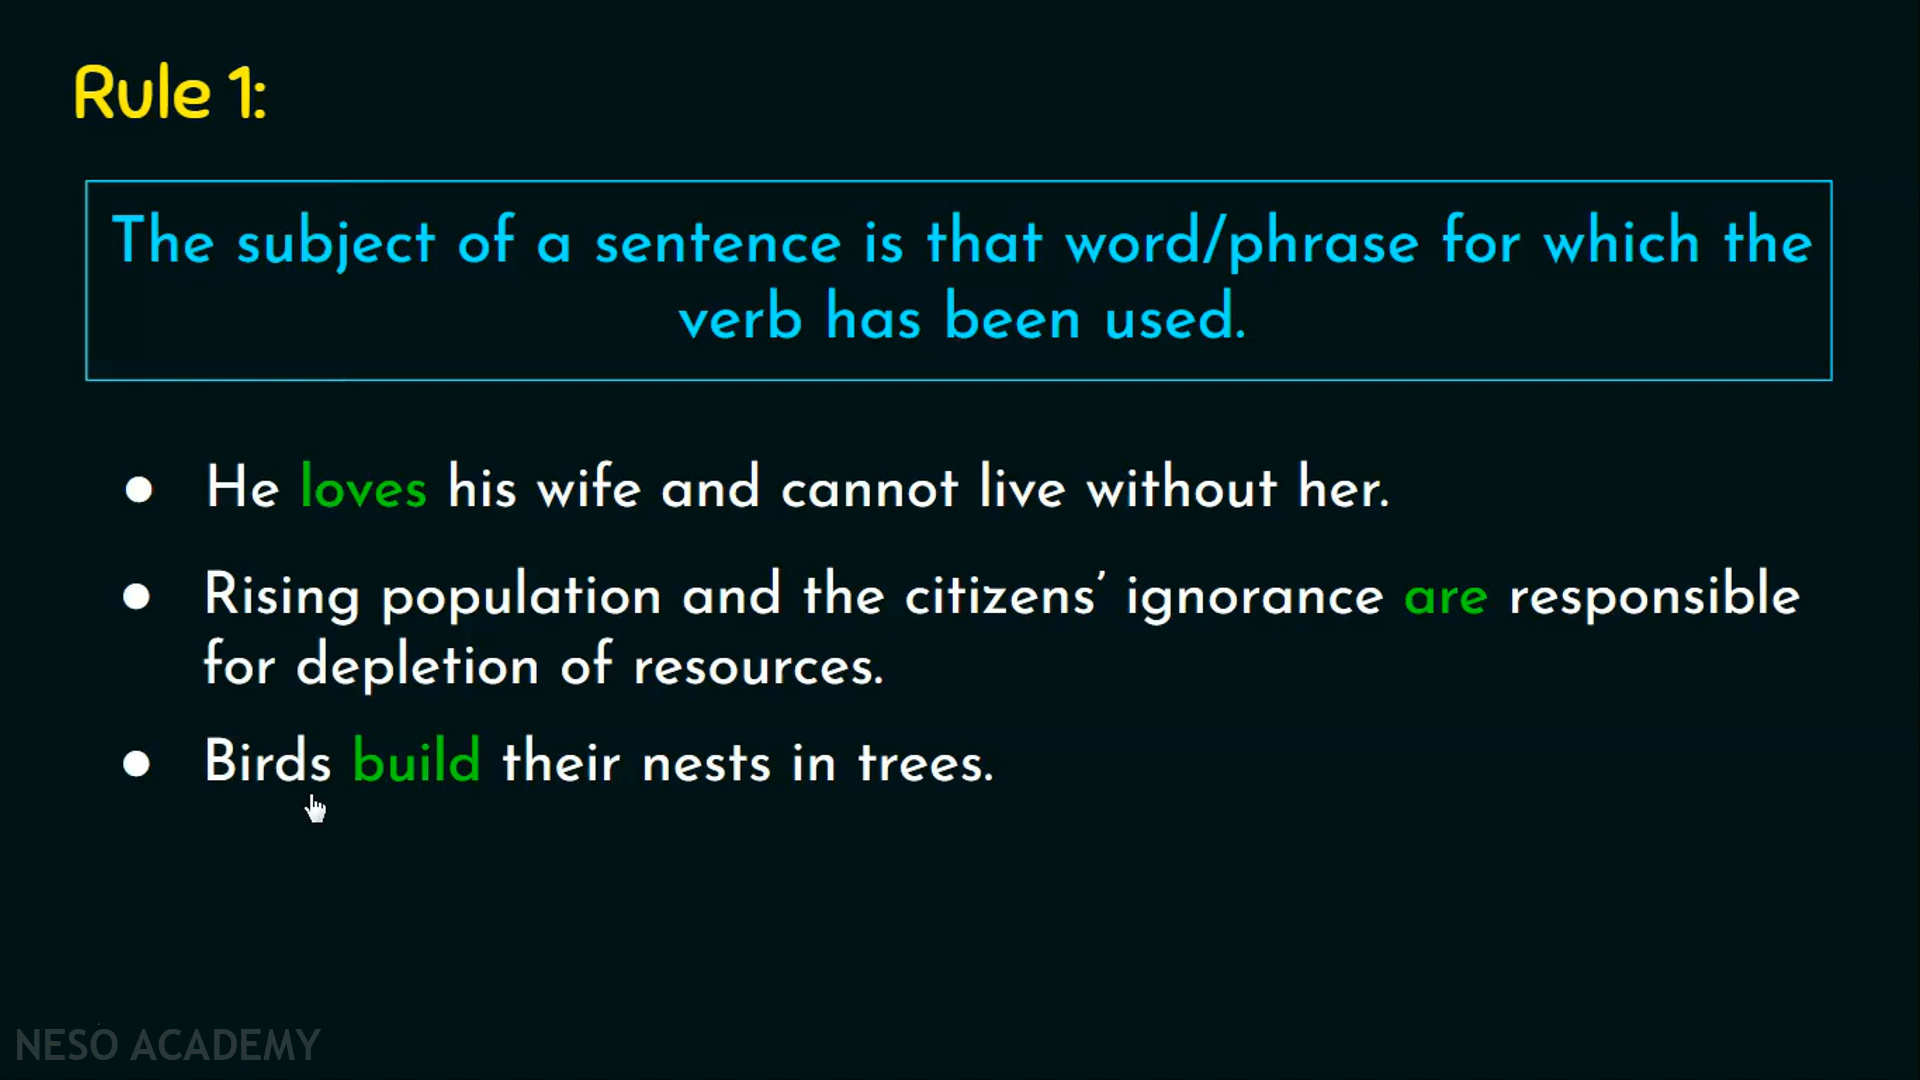 Rule 1:
The subject of a sentence is that word/phrase for which the
verb has been used.
● He loves his wife and cannot live without her.
● Rising population and the citizens’ ignorance are responsible
for depletion of resources.
● Birds build their nests in trees.
NESO ACADEMY